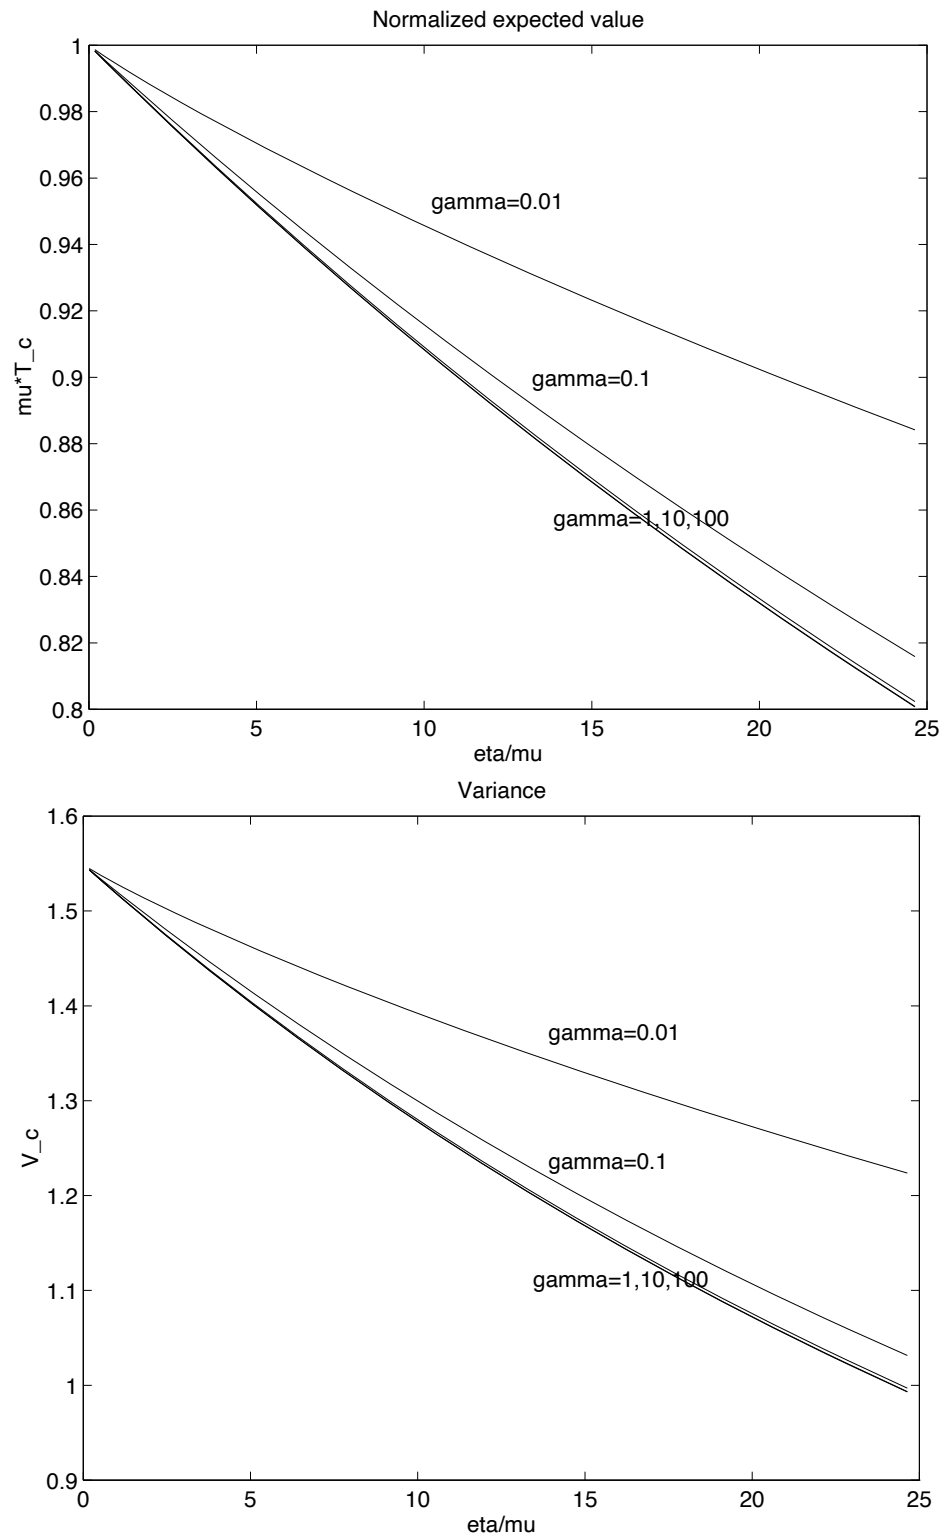 Normalized expected value
1
0.98
0.96
0.94
0.92
0.9
0.88
0.86
0.84
0.82
0.8
mu*T_c
gamma=0.01
gamma=0.1
gamma=1,10,100
0 5 10 15 20 25
eta/mu
Variance
1.6
1.5
1.4
1.3
1.2
1.1
1
0.9
V_c
gamma=0.01
gamma=0.1
gamma=1,10,100
0 5 10 15 20 25
eta/mu